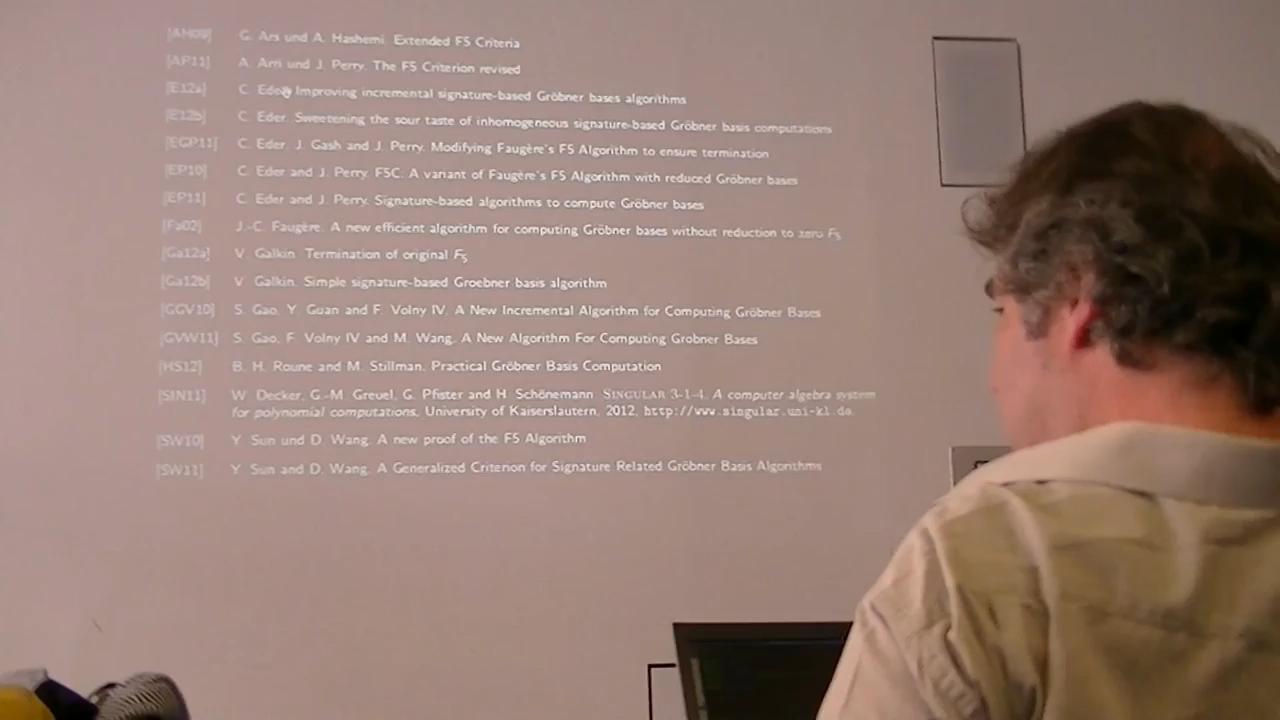 [AH09] G. Ars und A. Hashemi. Extended F5 Criteria
[AP11] A. Arri und J. Perry. The F5 Criterion revised
[E12a] C. Eder. Improving incremental signature-based Gröbner bases algorithms
[E12b] C. Eder. Sweetening the sour taste of inhomogeneous signature-based Gröbner basis computations
[EGP11] C. Eder, J. Gash and J. Perry. Modifying Faugère's F5 Algorithm to ensure termination
[EP10] C. Eder and J. Perry. F5C: A variant of Faugère's F5 Algorithm with reduced Gröbner bases
[EP11] C. Eder and J. Perry. Signature-based algorithms to compute Gröbner bases
[Fa02] J.-C. Faugère. A new efficient algorithm for computing Gröbner bases without reduction to zero F5
[Ga12a] V. Galkin. Termination of original F5
[Ga12b] V. Galkin. Simple signature-based Groebner basis algorithm
[GGV10] S. Gao, Y. Guan and F. Volny IV. A New Incremental Algorithm for Computing Gröbner Bases
[GVW11] S. Gao, F. Volny IV and M. Wang. A New Algorithm For Computing Grobner Bases
[HS12] B. H. Roune and M. Stillman. Practical Gröbner Basis Computation
[SIN11] W. Decker, G.-M. Greuel, G. Pfister and H. Schönemann. SINGULAR 3-1-4. A computer algebra system
for polynomial computations, University of Kaiserslautern, 2012, http://www.singular.uni-kl.de.
[SW10] Y. Sun und D. Wang. A new proof of the F5 Algorithm
[SW11] Y. Sun and D. Wang. A Generalized Criterion for Signature Related Gröbner Basis Algorithms